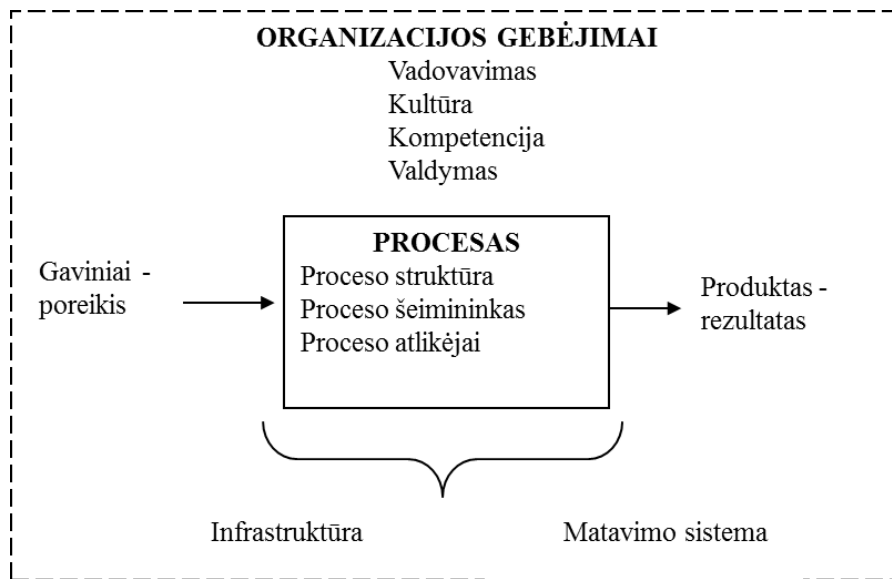 ORGANIZACIJOS GEBĖJIMAI
Vadovavimas
Kultūra
Kompetencija
Valdymas
PROCESAS
Proceso struktūra
Proceso šeimininkas
Proceso atlikėjai
Gaviniai -
poreikis
Produktas -
rezultatas
Infrastruktūra
Matavimo sistema